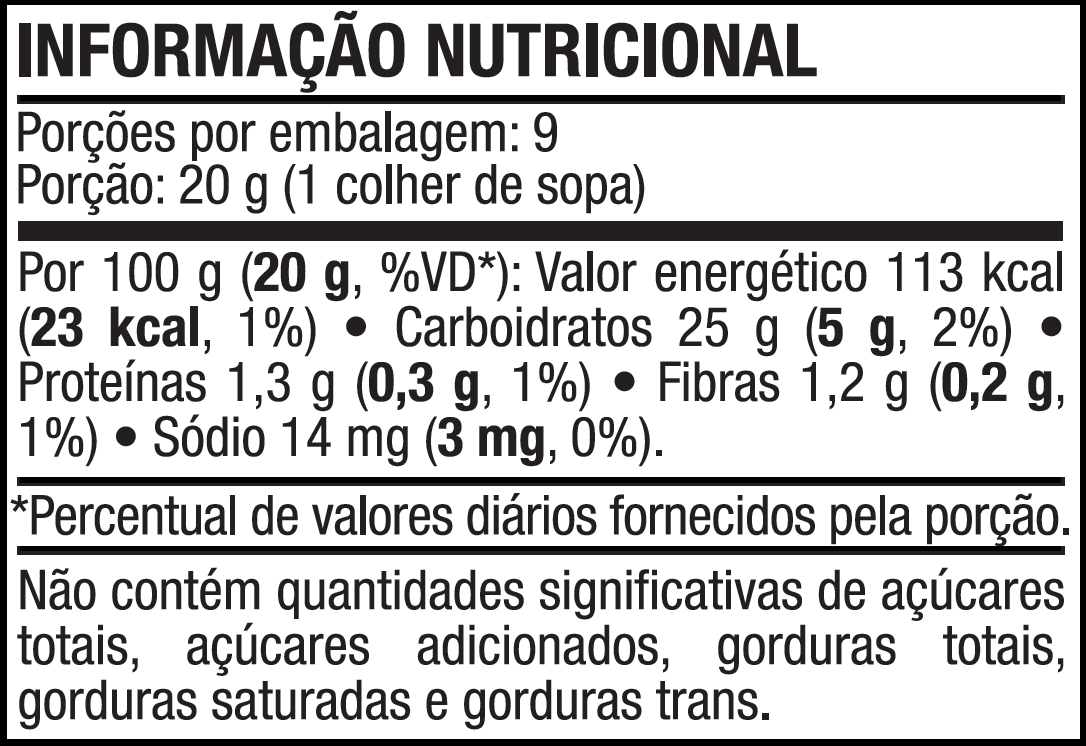 INFORMAÇÃO NUTRICIONAL
Porções por embalagem: 9
Porção: 20 g (1 colher de sopa)
Por 100 g (20 g, %VD*): Valor energético 113 kcal
(23 kcal, 1%) • Carboidratos 25 g (5 g, 2%) •
Proteínas 1,3 g (0,3 g, 1%) • Fibras 1,2 g (0,2 g,
1%) • Sódio 14 mg (3 mg, 0%).
*Percentual de valores diários fornecidos pela porção.
Não contém quantidades significativas de açúcares
totais, açúcares adicionados, gorduras totais,
gorduras saturadas e gorduras trans.